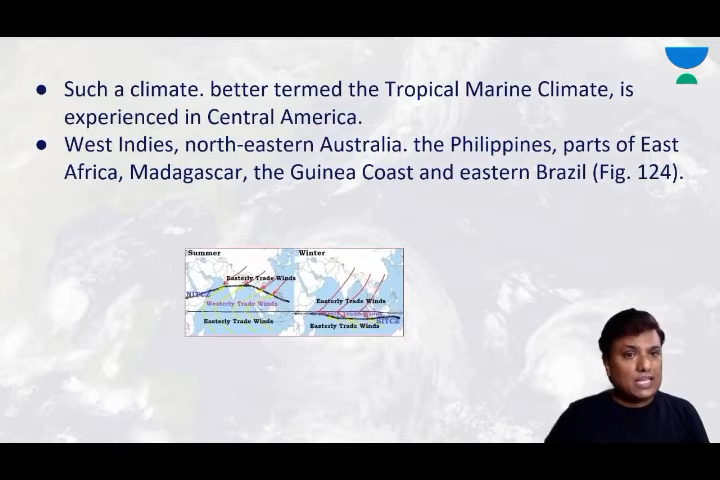 Such a climate. better termed the Tropical Marine Climate, is
experienced in Central America.
West Indies, north-eastern Australia. the Philippines, parts of East
Africa, Madagascar, the Guinea Coast and eastern Brazil (Fig. 124).
Summer
Easterly Trade Winds
NITCZ
Westerly Trade Winds
Easterly Trade Winds
Winter
Easterly Trade Winds
SITCZ
Easterly Trade Winds